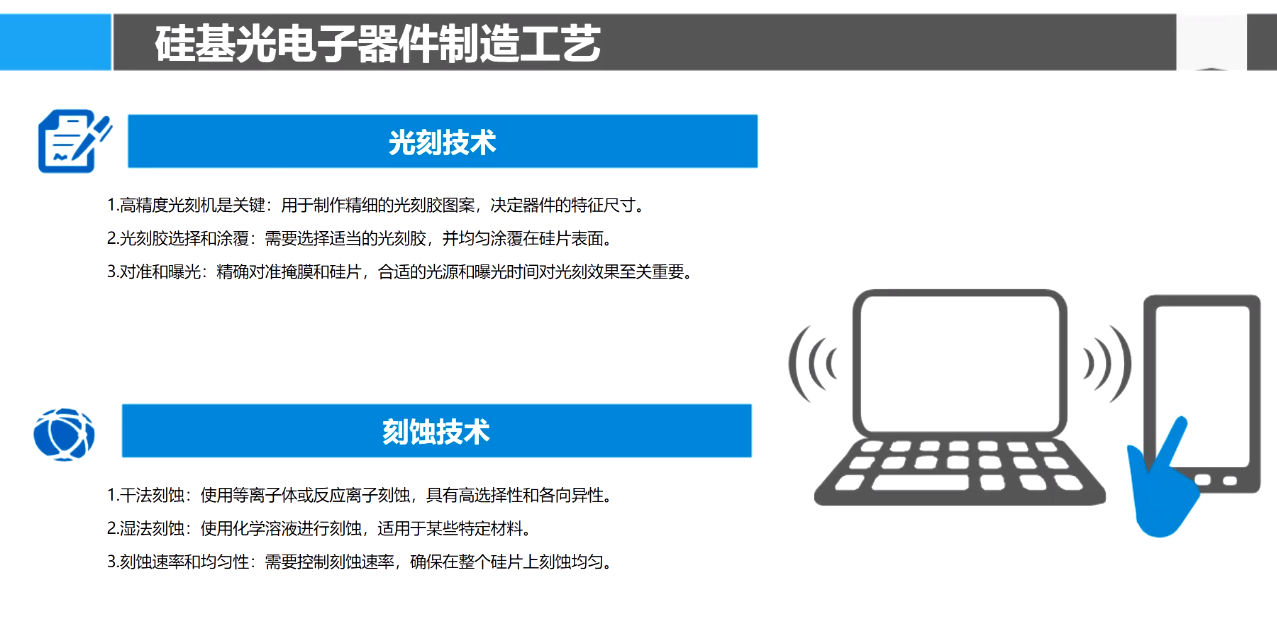 硅基光电子器件制造工艺
光刻技术
1.高精度光刻机是关键：用于制作精细的光刻胶图案，决定器件的特征尺寸。
2.光刻胶选择和涂覆：需要选择适当的光刻胶，并均匀涂覆在硅片表面。
3.对准和曝光：精确对准掩膜和硅片，合适的光源和曝光时间对光刻效果至关重要。
刻蚀技术
1.干法刻蚀：使用等离子体或反应离子刻蚀，具有高选择性和各向异性。
2.湿法刻蚀：使用化学溶液进行刻蚀，适用于某些特定材料。
3.刻蚀速率和均匀性：需要控制刻蚀速率，确保在整个硅片上刻蚀均匀。